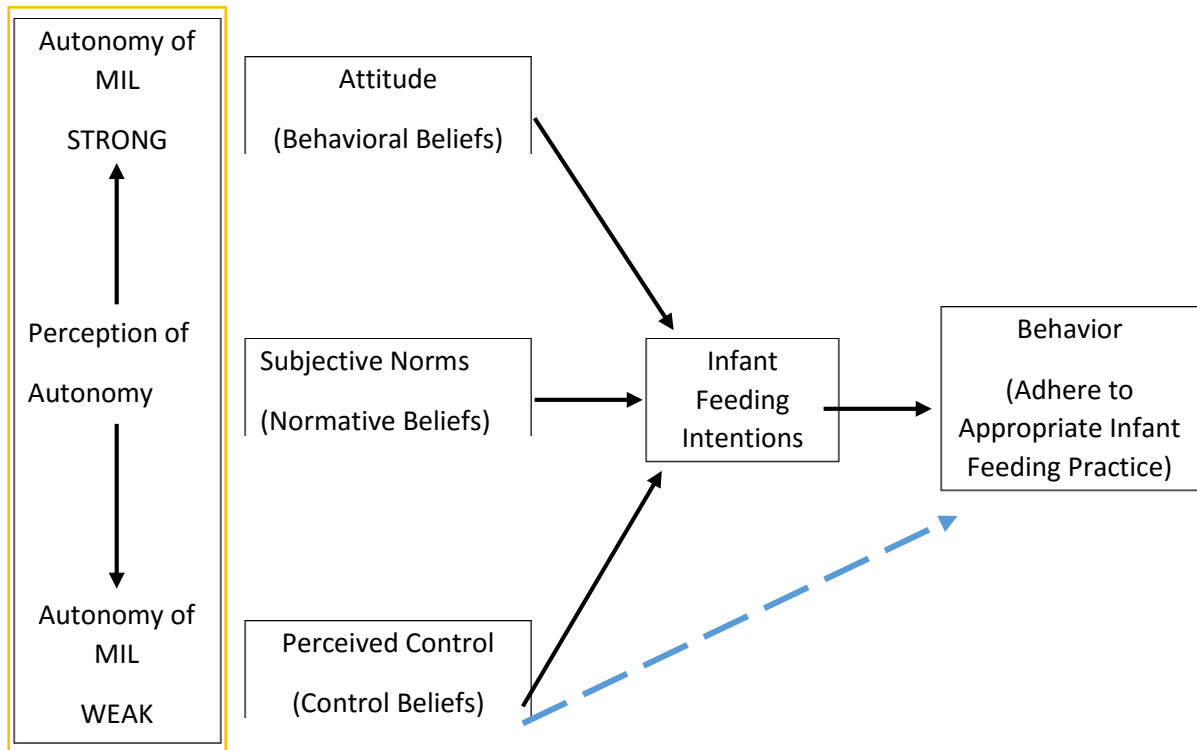 Autonomy of
MIL
STRONG
Perception of
Autonomy
Autonomy of
MIL
WEAK
Attitude
(Behavioral Beliefs)
Subjective Norms
(Normative Beliefs)
Perceived Control
(Control Beliefs)
Infant
Feeding
Intentions
Behavior
(Adhere to
Appropriate Infant
Feeding Practice)